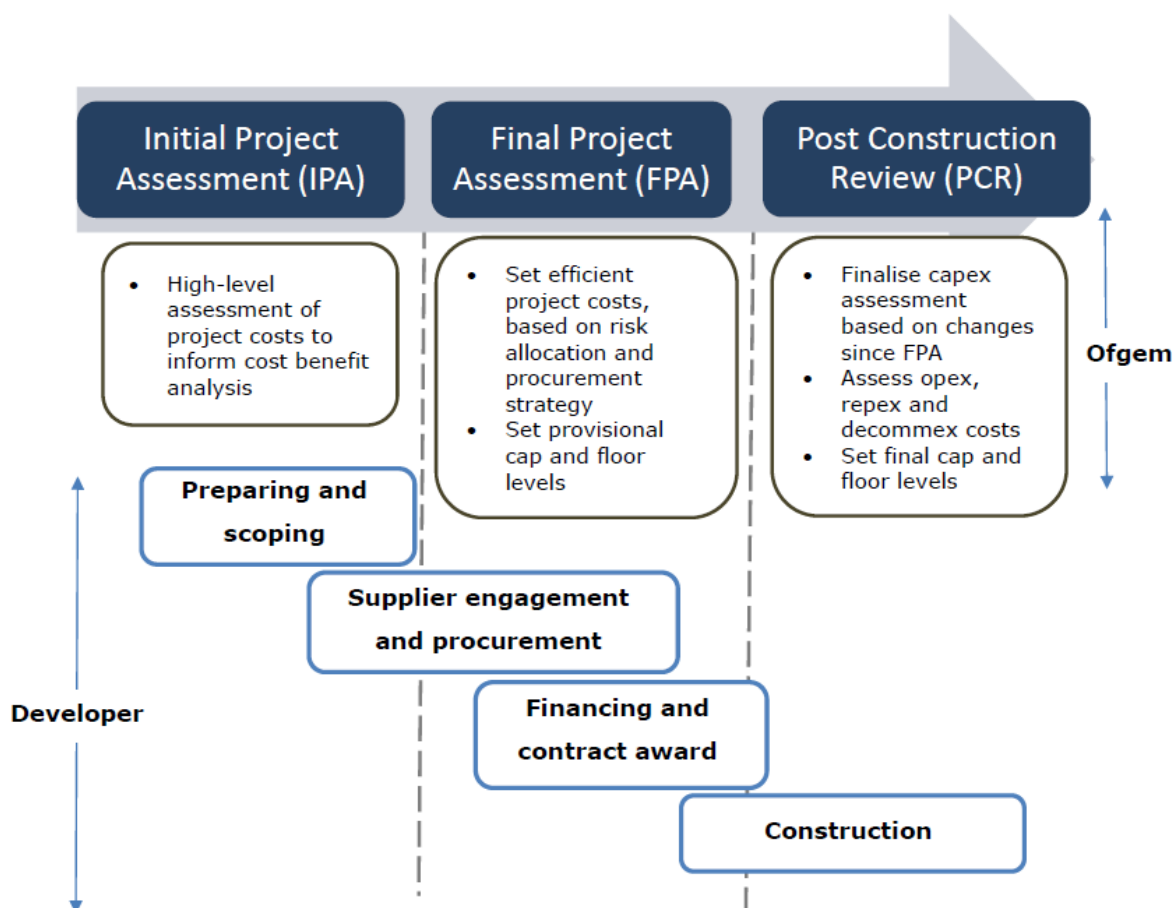 Initial Project
Assessment (IPA)
Final Project
Assessment (FPA)
Post Construction
Review (PCR)
• High-level
assessment of
project costs to
inform cost benefit
analysis
• Set efficient
project costs,
based on risk
allocation and
procurement
strategy
• Set provisional
cap and floor
levels
• Finalise capex
assessment
based on changes
since FPA
• Assess opex,
repex and
decommex costs
• Set final cap and
floor levels
Ofgem
Preparing and
scoping
Supplier engagement
and procurement
Developer
Financing and
contract award
Construction